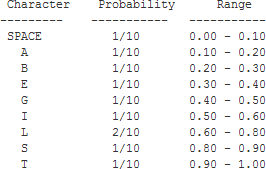 Character Probability Range
--------- ----------- -----------
SPACE 1/10 0.00 - 0.10
A 1/10 0.10 - 0.20
B 1/10 0.20 - 0.30
E 1/10 0.30 - 0.40
G 1/10 0.40 - 0.50
I 1/10 0.50 - 0.60
L 2/10 0.60 - 0.80
S 1/10 0.80 - 0.90
T 1/10 0.90 - 1.00